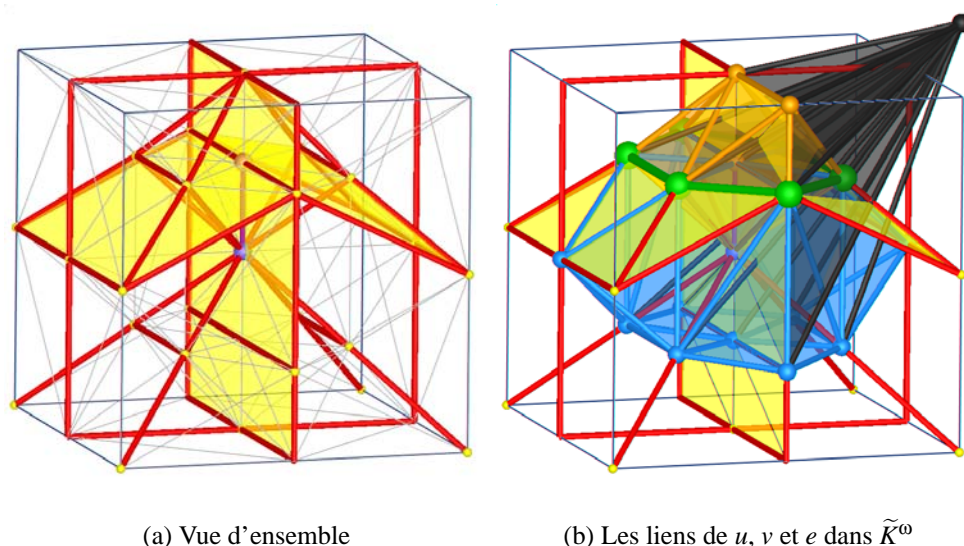 (a) Vue d'ensemble
(b) Les liens de u, v et e dans K̃^ω